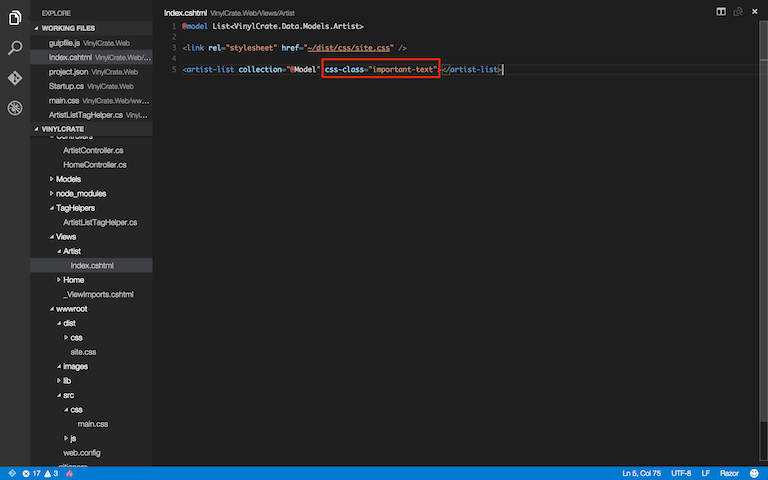 EXPLORE
WORKING FILES
gulpfile.js VinylCrate.Web
Index.cshtml VinylCrate.Web/...
project.json VinylCrate.Web
Startup.cs VinylCrate.Web
main.css VinylCrate.Web/ww...
ArtistListTagHelper.cs Vinyl...
VINYLCRATE
Controllers
ArtistController.cs
HomeController.cs
Models
node_modules
TagHelpers
ArtistListTagHelper.cs
Views
Artist
Index.cshtml
Home
_ViewImports.cshtml
wwwroot
dist
css
site.css
images
lib
src
css
main.css
js
web.config
.gitignore
Index.cshtml VinylCrate.Web/Views/Artist
1 @model List<VinylCrate.Data.Models.Artist>
2
3 <link rel="stylesheet" href="~/dist/css/site.css" />
4
5 <artist-list collection="@Model" css-class="important-text"></artist-list>
17 3
Ln 5, Col 75 UTF-8 LF Razor